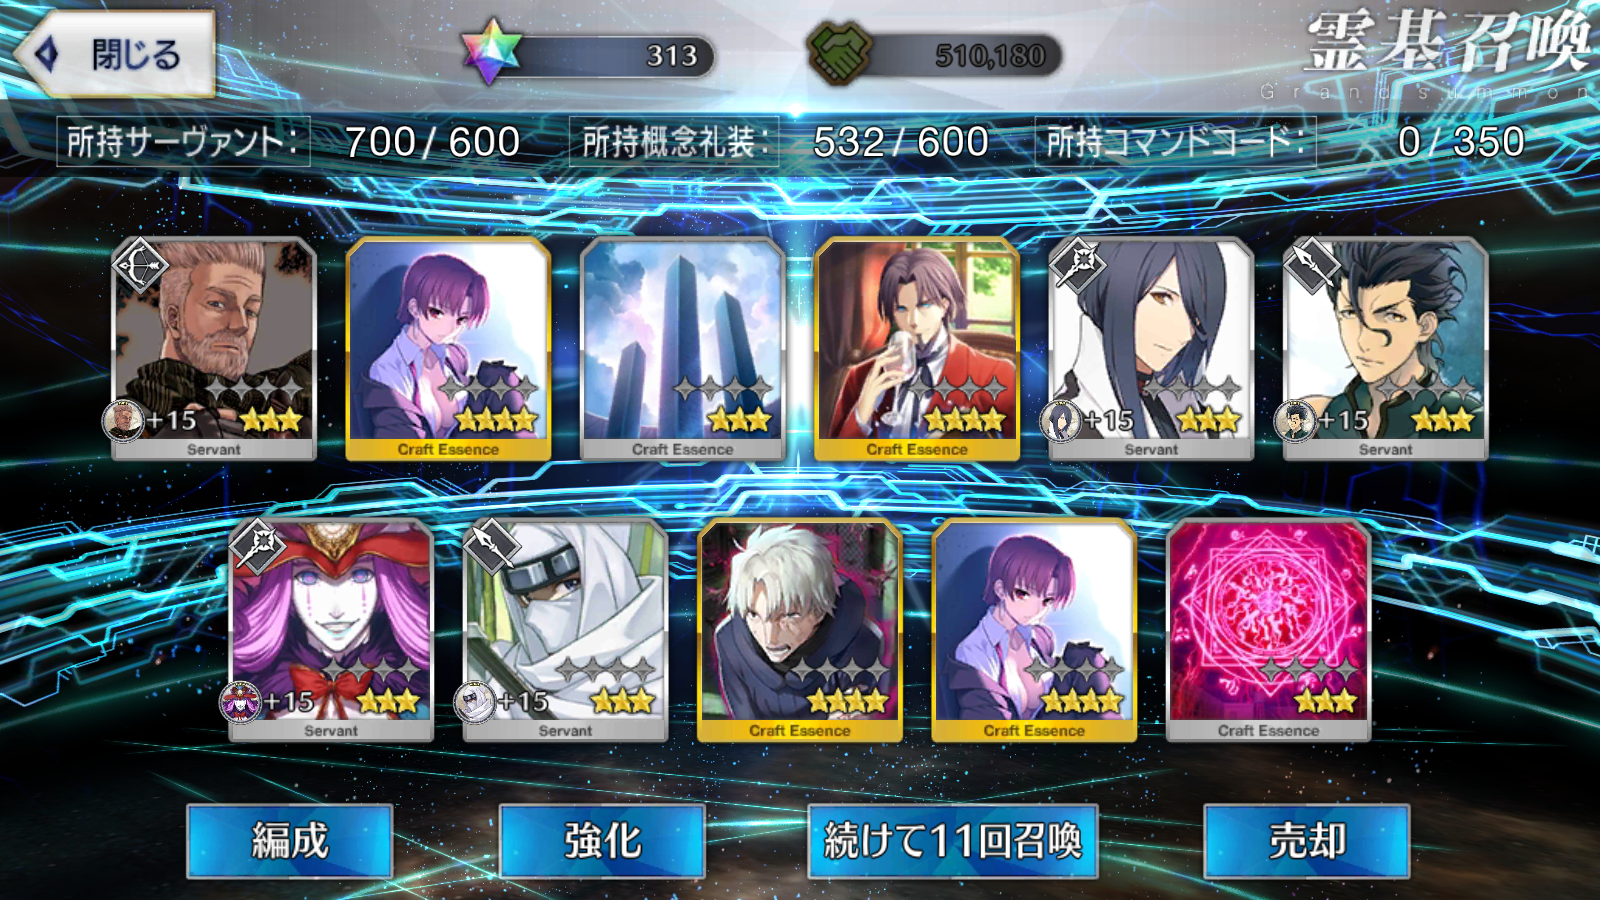 閉じる
313
510,180
霊基召喚
Grand summon
所持サーヴァント: 700 / 600
所持概念礼装: 532 / 600
所持コマンドコード: 0 / 350
+15
Servant
Craft Essence
Craft Essence
Craft Essence
+15
Servant
+15
Servant
+15
Servant
+15
Servant
Craft Essence
Craft Essence
Craft Essence
編成
強化
続けて11回召喚
売却